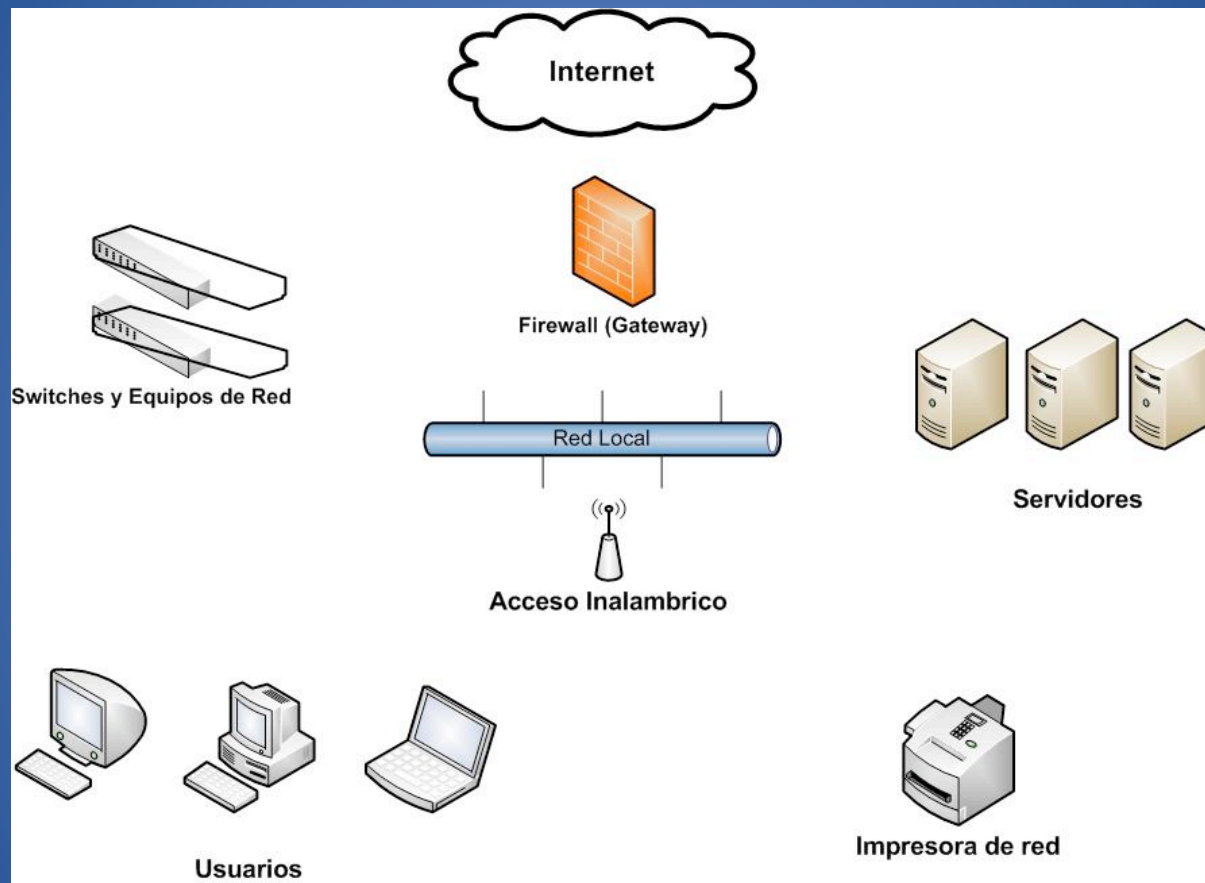 Internet
Firewall (Gateway)
Switches y Equipos de Red
Red Local
Servidores
Acceso Inalambrico
Usuarios
Impresora de red